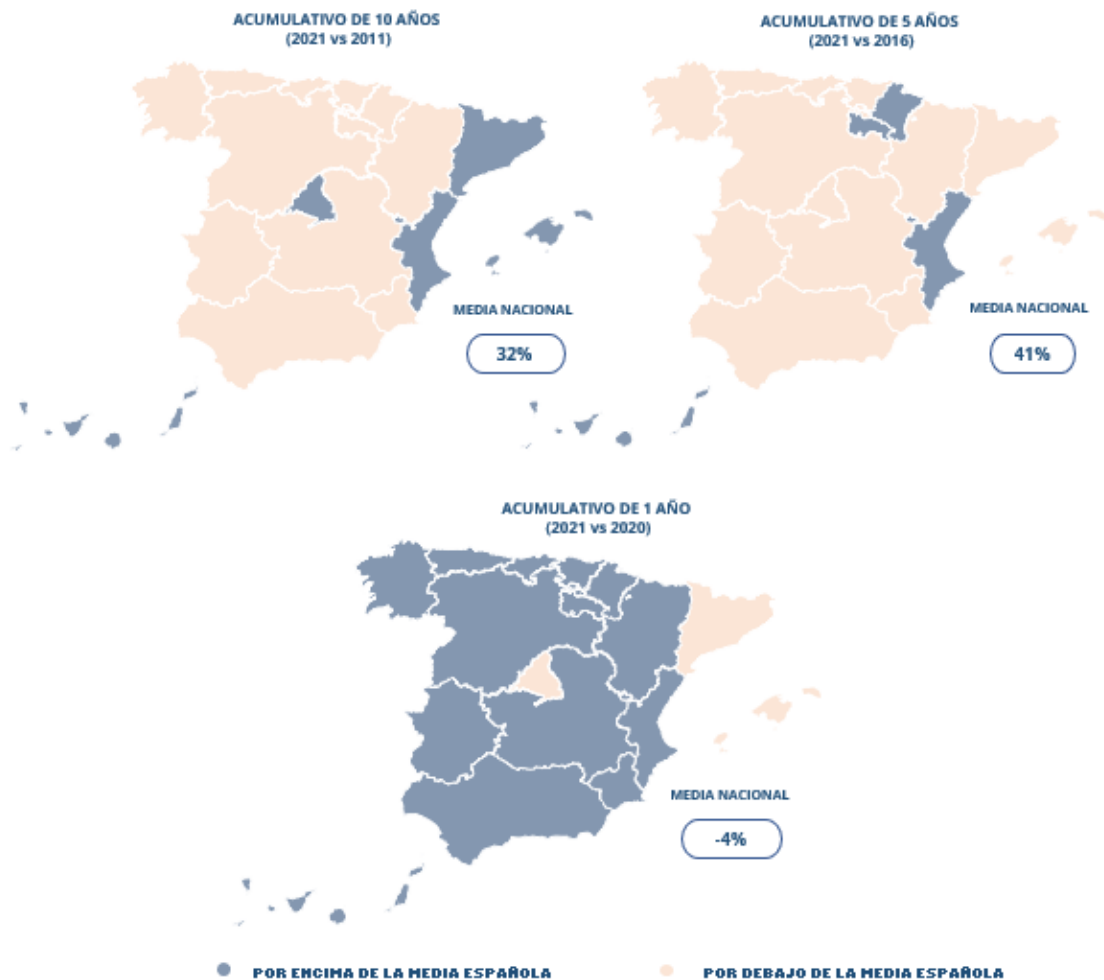 ACUMULATIVO DE 10 AÑOS
(2021 vs 2011)
MEDIA NACIONAL
32%
ACUMULATIVO DE 5 AÑOS
(2021 vs 2016)
MEDIA NACIONAL
41%
ACUMULATIVO DE 1 AÑO
(2021 vs 2020)
MEDIA NACIONAL
-4%
POR ENCIMA DE LA MEDIA ESPAÑOLA
POR DEBAJO DE LA MEDIA ESPAÑOLA